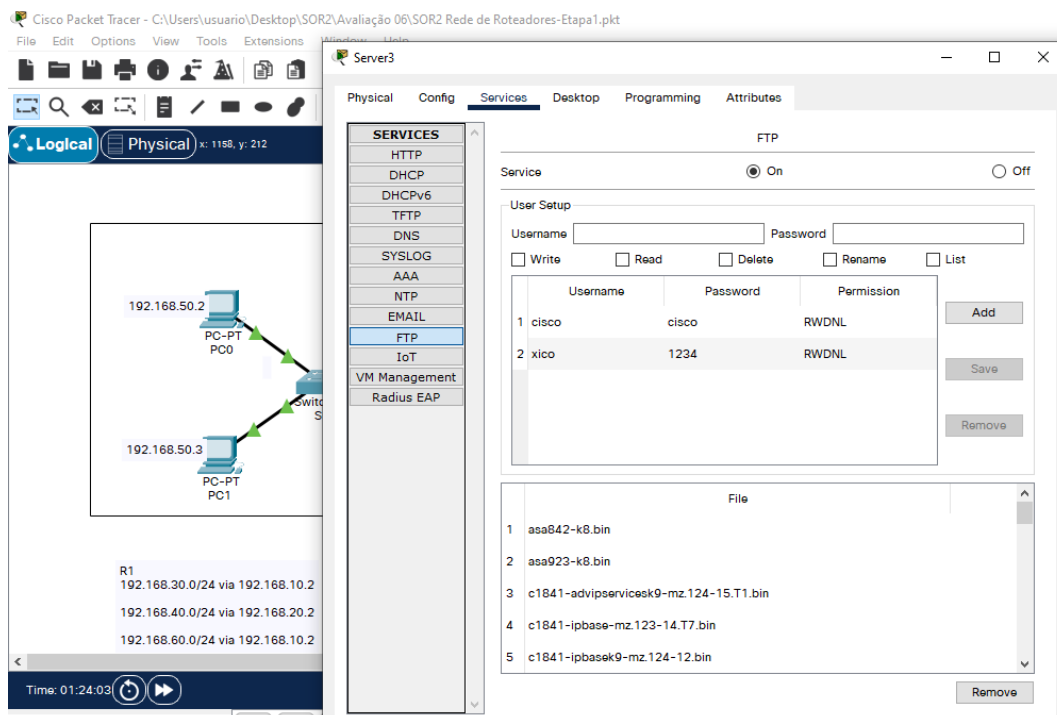 Cisco Packet Tracer - C:\Users\usuario\Desktop\SOR2\Avaliação 06\SOR2 Rede de Roteadores-Etapa1.pkt
File Edit Options View Tools Extensions Window Help
Logical Physical x: 1158, y: 212
192.168.50.2
PC-PT
PC0
192.168.50.3
PC-PT
PC1
R1
192.168.30.0/24 via 192.168.10.2
192.168.40.0/24 via 192.168.20.2
192.168.60.0/24 via 192.168.10.2
Time: 01:24:03
Server3
Physical Config Services Desktop Programming Attributes
SERVICES
HTTP
DHCP
DHCPv6
TFTP
DNS
SYSLOG
AAA
NTP
EMAIL
FTP
IoT
VM Management
Radius EAP
FTP
Service On Off
User Setup
Username Password
Write Read Delete Rename List
Username Password Permission
1 cisco cisco RWDNL
2 xico 1234 RWDNL
Add
Save
Remove
File
1 asa842-k8.bin
2 asa923-k8.bin
3 c1841-advipservicesk9-mz.124-15.T1.bin
4 c1841-ipbase-mz.123-14.T7.bin
5 c1841-ipbasek9-mz.124-12.bin
Remove